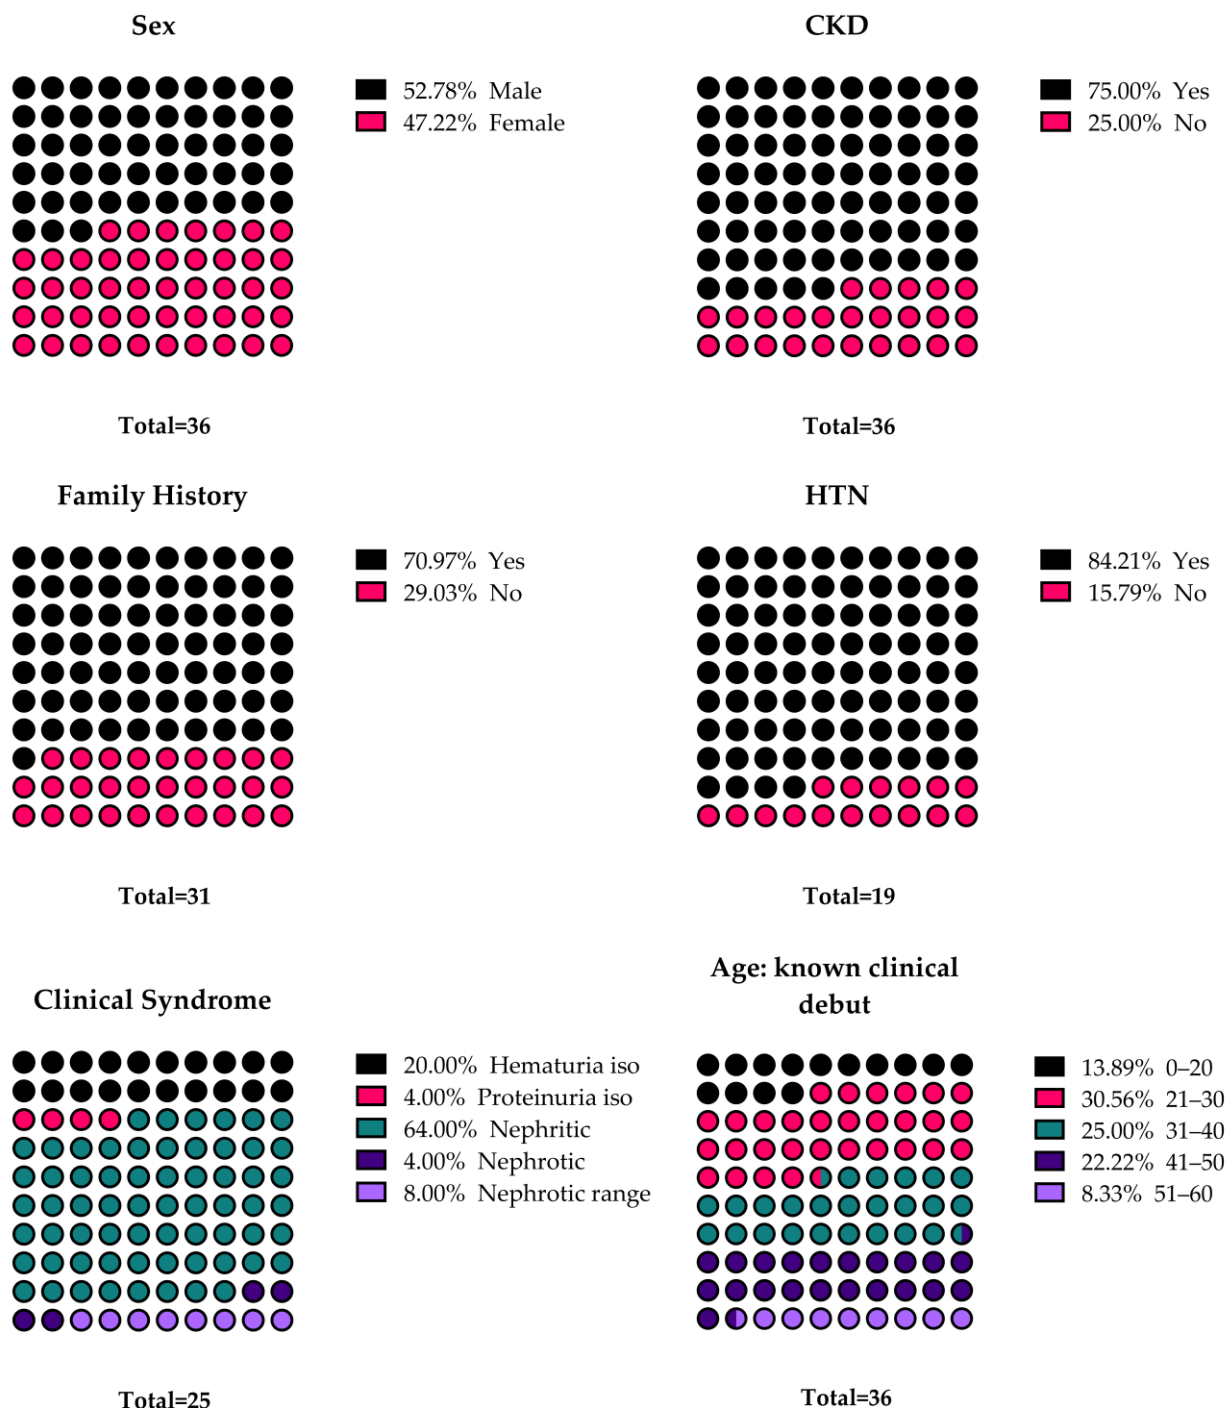 Sex
52.78% Male
47.22% Female
Total=36
CKD
75.00% Yes
25.00% No
Total=36
Family History
70.97% Yes
29.03% No
Total=31
HTN
84.21% Yes
15.79% No
Total=19
Clinical Syndrome
20.00% Hematuria iso
4.00% Proteinuria iso
64.00% Nephritic
4.00% Nephrotic
8.00% Nephrotic range
Total=25
Age: known clinical
debut
13.89% 0–20
30.56% 21–30
25.00% 31–40
22.22% 41–50
8.33% 51–60
Total=36